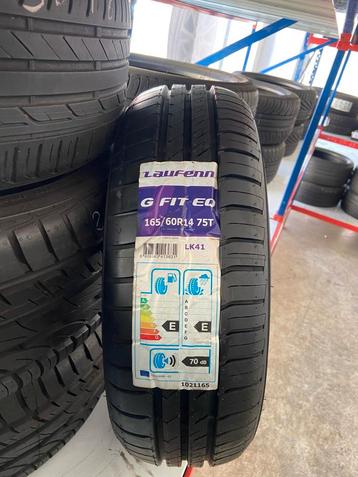 Laufenn
G FIT EQ
165/60R14 75T
LK41
E
A
B
C
D
E
F
G
E
70 dB
1021165